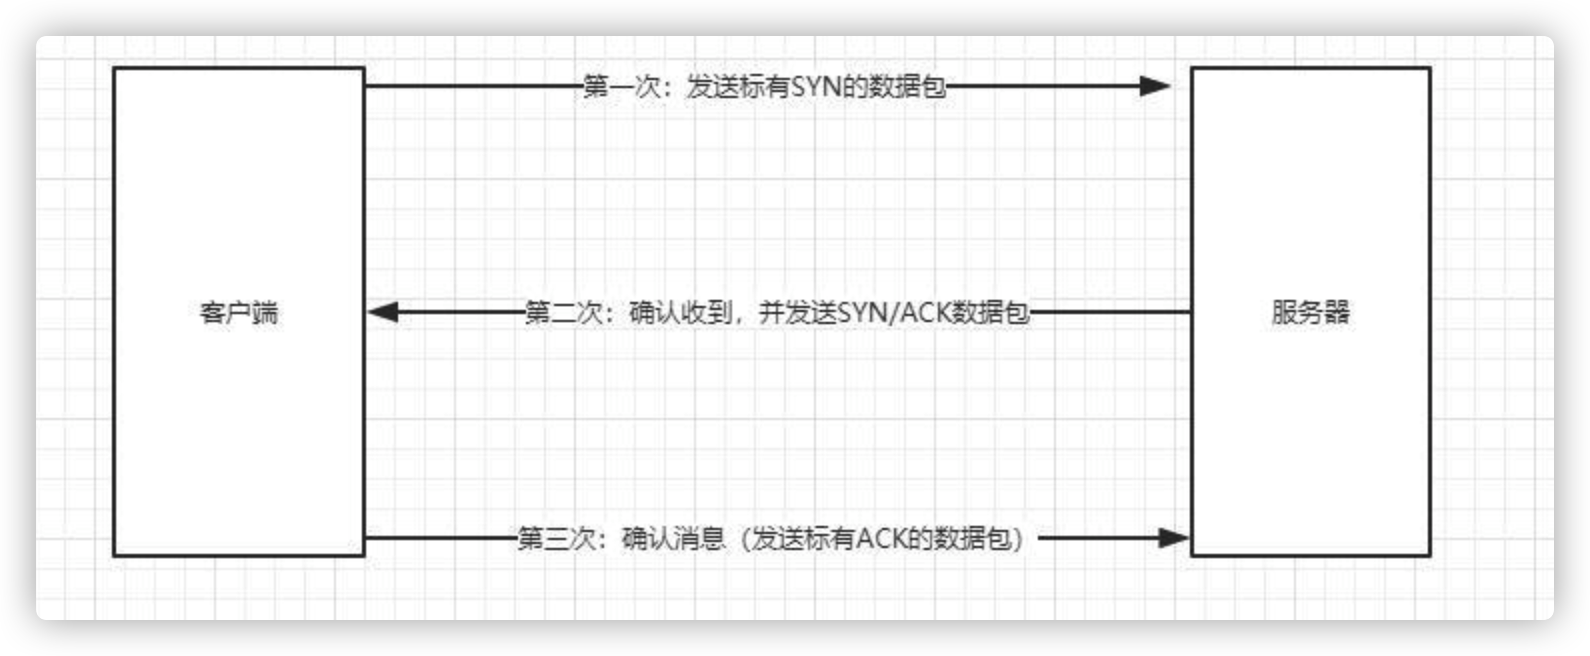 第一次：发送标有SYN的数据包
客户端
第二次：确认收到，并发送SYN/ACK数据包
服务器
第三次：确认消息（发送标有ACK的数据包）